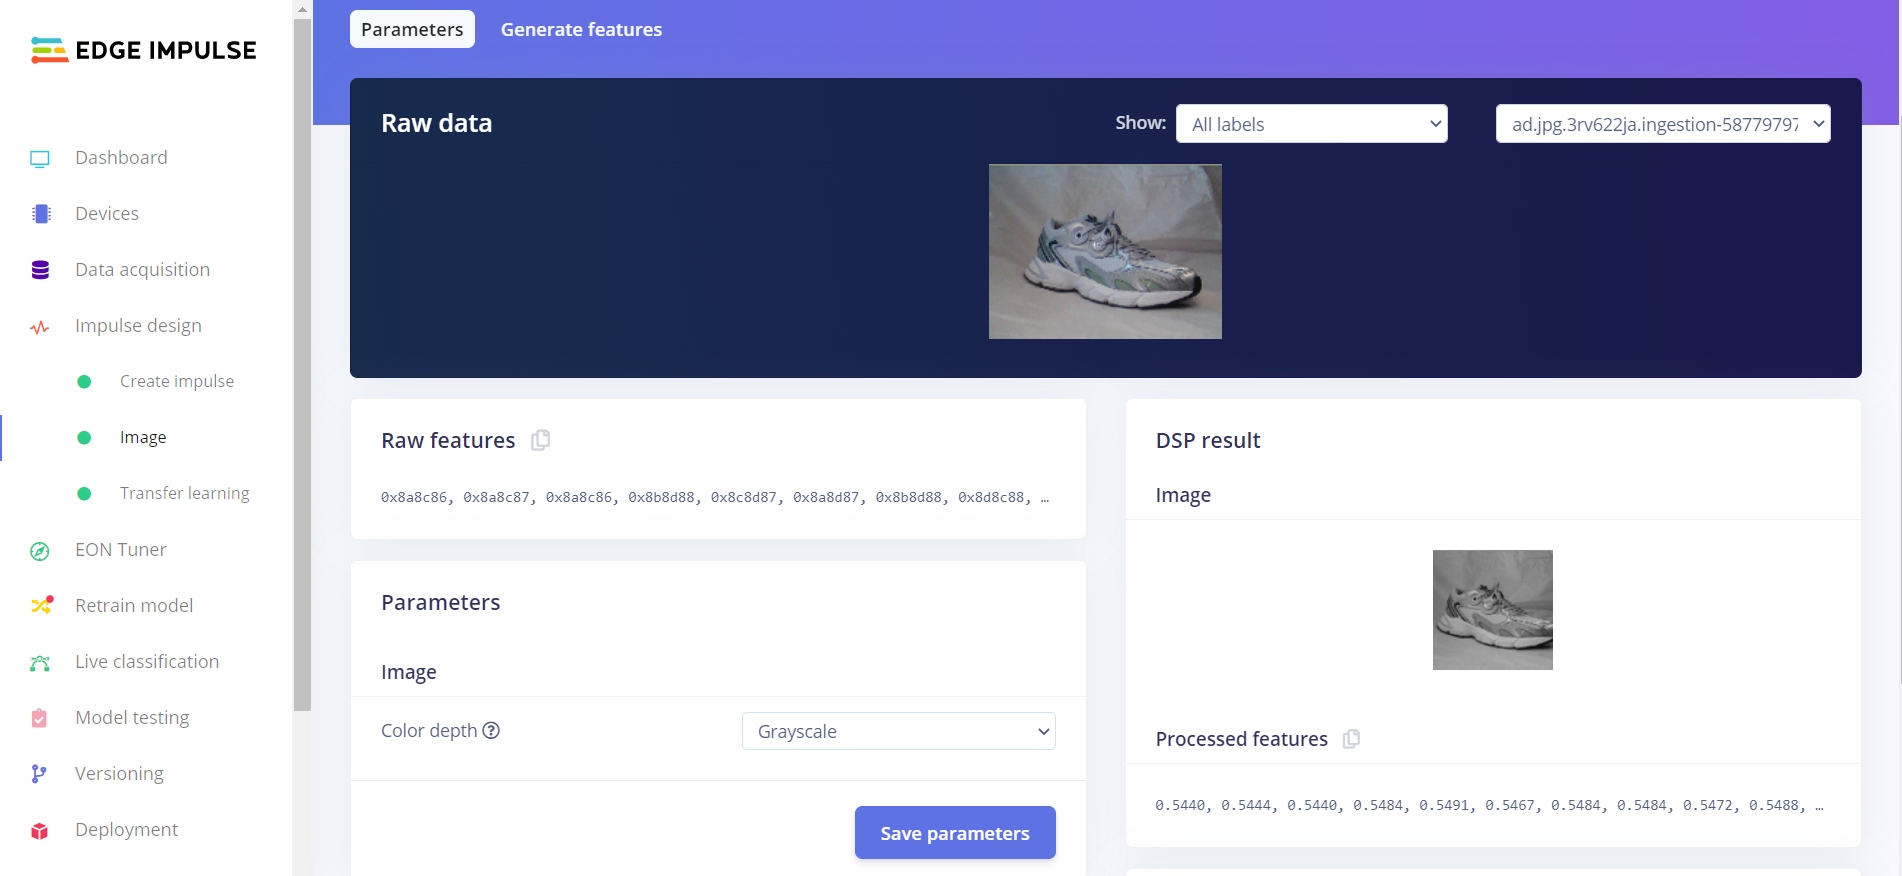 EDGE IMPULSE
Dashboard
Devices
Data acquisition
Impulse design
Create impulse
Image
Transfer learning
EON Tuner
Retrain model
Live classification
Model testing
Versioning
Deployment
Parameters
Generate features
Raw data
Show:
All labels
ad.jpg.3rv622ja.ingestion-58779797
Raw features
0x8a8c86, 0x8a8c87, 0x8a8c86, 0x8b8d88, 0x8c8d87, 0x8a8d87, 0x8b8d88, 0x8d8c88, …
Parameters
Image
Color depth ?
Grayscale
Save parameters
DSP result
Image
Processed features
0.5440, 0.5444, 0.5440, 0.5484, 0.5491, 0.5467, 0.5484, 0.5484, 0.5472, 0.5488, …